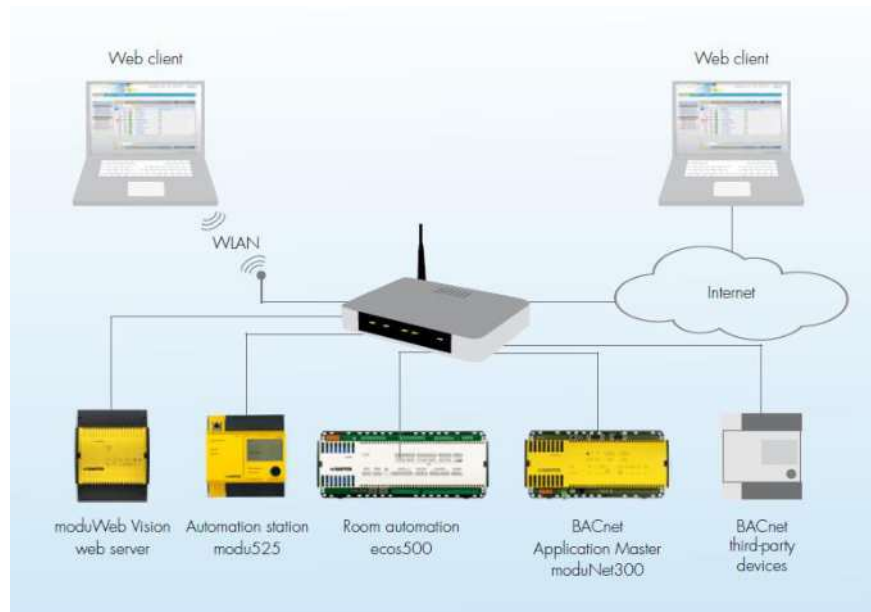 Web client
Web client
WLAN
Internet
moduWeb Vision
web server
Automation station
modu525
Room automation
ecos500
BACnet
Application Master
moduNet300
BACnet
third-party
devices